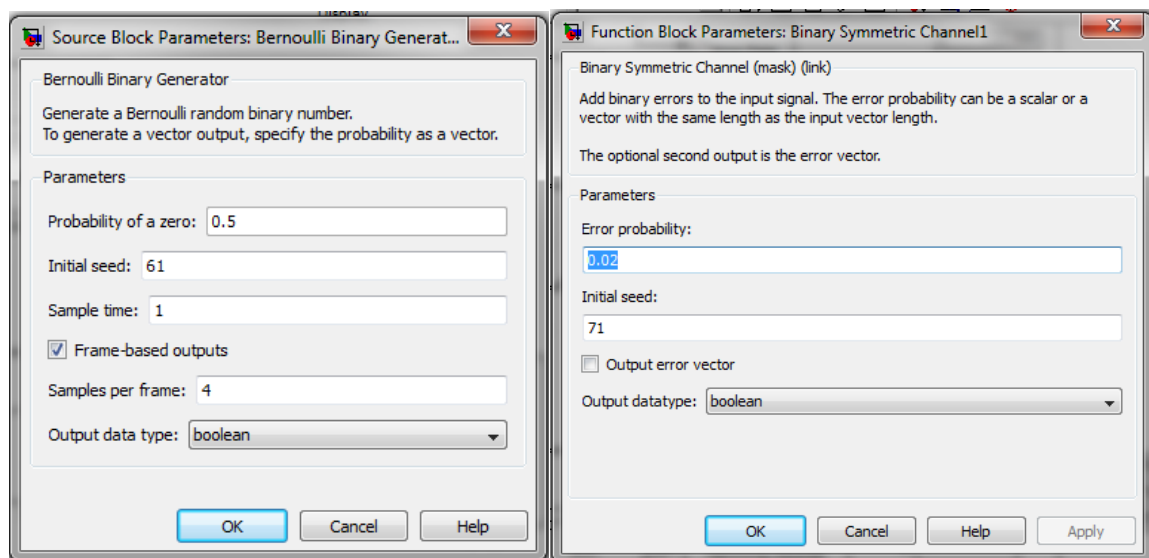 Source Block Parameters: Bernoulli Binary Generat...
Bernoulli Binary Generator
Generate a Bernoulli random binary number.
To generate a vector output, specify the probability as a vector.
Parameters
Probability of a zero: 0.5
Initial seed: 61
Sample time: 1
Frame-based outputs
Samples per frame: 4
Output data type: boolean
OK Cancel Help
Function Block Parameters: Binary Symmetric Channel1
Binary Symmetric Channel (mask) (link)
Add binary errors to the input signal. The error probability can be a scalar or a
vector with the same length as the input vector length.
The optional second output is the error vector.
Parameters
Error probability:
0.02
Initial seed:
71
Output error vector
Output datatype: boolean
OK Cancel Help Apply